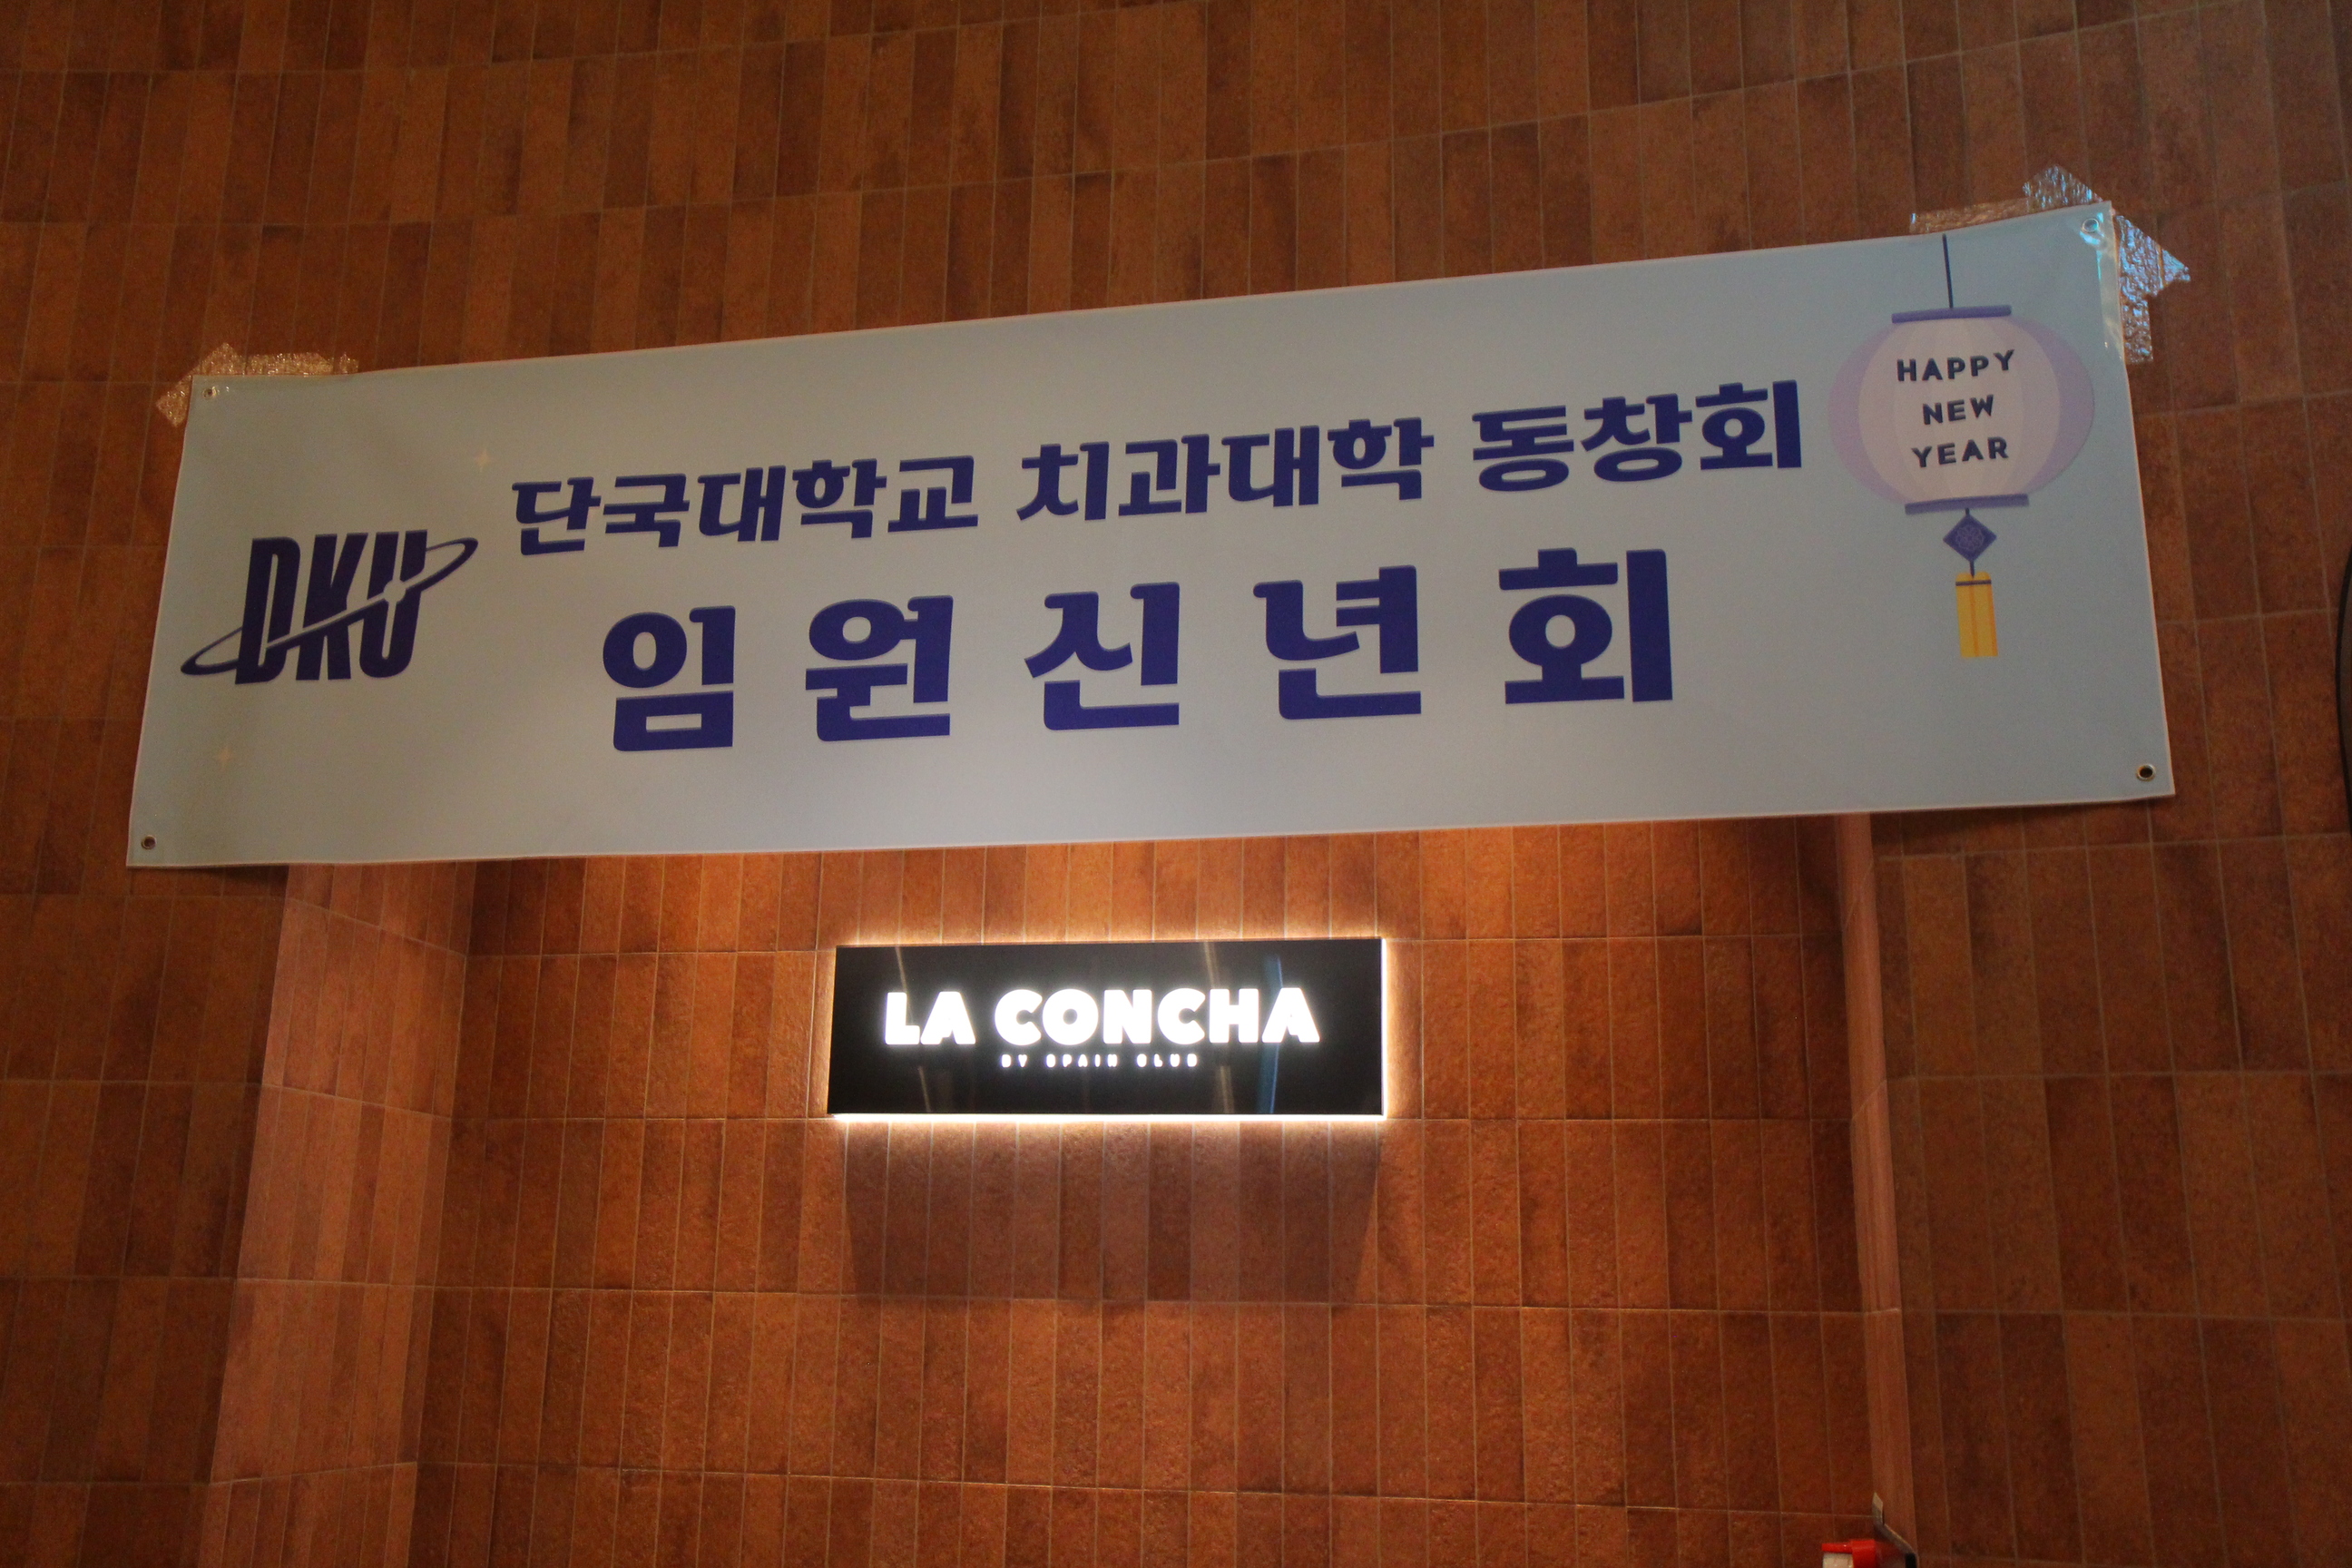 DKU
단국대학교 치과대학 동창회
임원신년회
HAPPY
NEW
YEAR
LA CONCHA
BY SPAIN CLUB